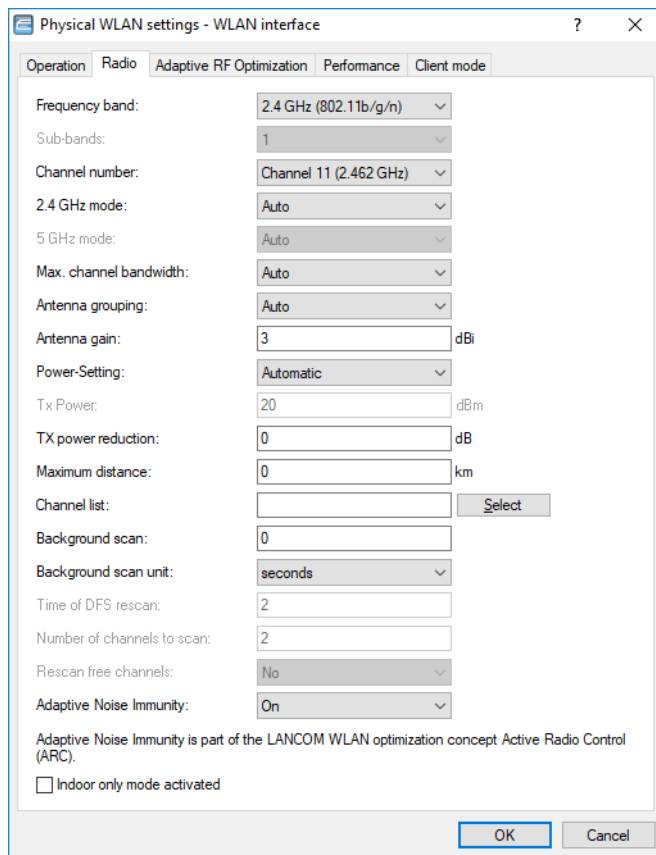 Physical WLAN settings - WLAN interface ?
Operation Radio Adaptive RF Optimization Performance Client mode
Frequency band: 2.4 GHz (802.11b/g/n)
Sub-bands: 1
Channel number: Channel 11 (2.462 GHz)
2.4 GHz mode: Auto
5 GHz mode: Auto
Max. channel bandwidth: Auto
Antenna grouping: Auto
Antenna gain: 3 dBi
Power-Setting: Automatic
Tx Power: 20 dBm
TX power reduction: 0 dB
Maximum distance: 0 km
Channel list: Select
Background scan: 0
Background scan unit: seconds
Time of DFS rescan: 2
Number of channels to scan: 2
Rescan free channels: No
Adaptive Noise Immunity: On
Adaptive Noise Immunity is part of the LANCOM WLAN optimization concept Active Radio Control
(ARC).
Indoor only mode activated
OK Cancel